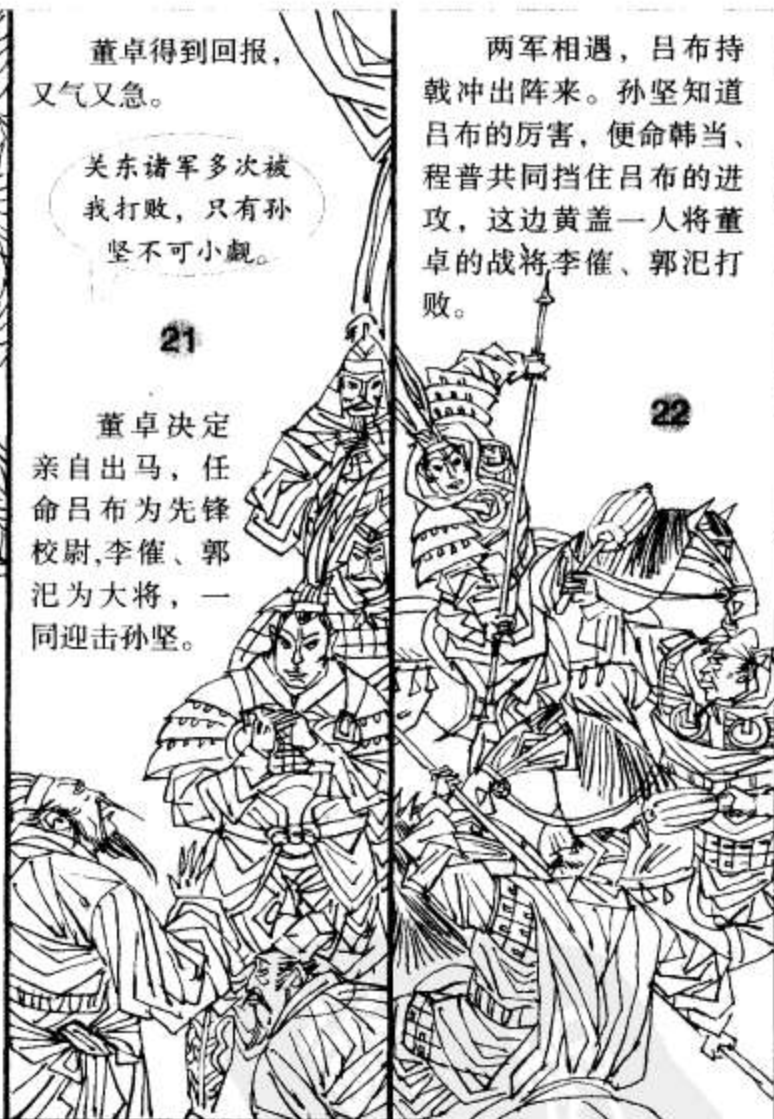 董卓得到回报，
又气又急。
关东诸军多次被
我打败，只有孙
坚不可小觑。
21
董卓决定
亲自出马，任
命吕布为先锋
校尉,李傕、郭
汜为大将，一
同迎击孙坚。
两军相遇，吕布持
戟冲出阵来。孙坚知道
吕布的厉害，便命韩当、
程普共同挡住吕布的进
攻，这边黄盖一人将董
卓的战将李傕、郭汜打
败。
22